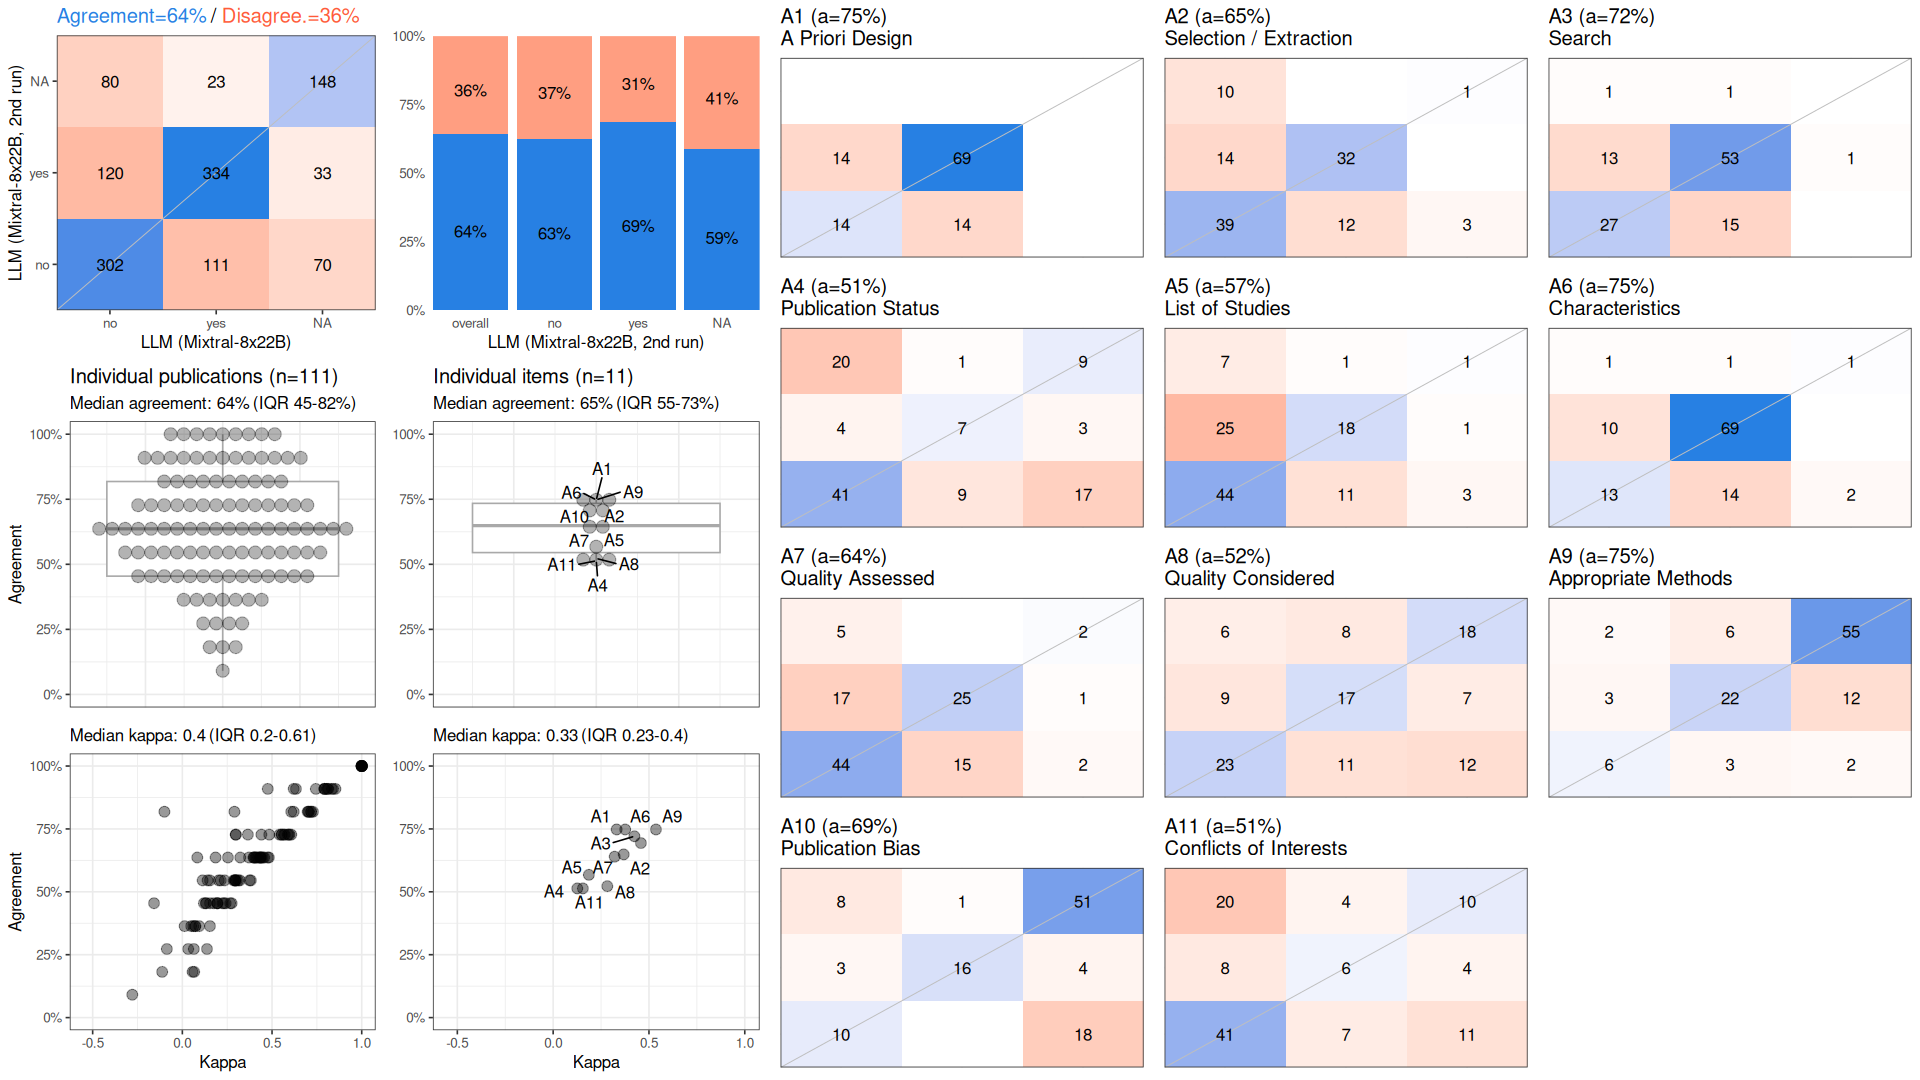 Agreement=64% / Disagree.=36%
LLM (Mixtral-8x22B, 2nd run)
NA
yes
no
80 23 148
120 334 33
302 111 70
no yes NA
LLM (Mixtral-8x22B)
100%
75%
50%
25%
0%
36% 37% 31% 41%
64% 63% 69% 59%
overall no yes NA
LLM (Mixtral-8x22B, 2nd run)
Individual publications (n=111)
Median agreement: 64% (IQR 45-82%)
Agreement
100%
75%
50%
25%
0%
Individual items (n=11)
Median agreement: 65% (IQR 55-73%)
100%
75%
50%
25%
0%
A1
A6 A9
A10 A2
A7 A5
A11 A8
A4
Median kappa: 0.4 (IQR 0.2-0.61)
Agreement
100%
75%
50%
25%
0%
-0.5 0.0 0.5 1.0
Kappa
Median kappa: 0.33 (IQR 0.23-0.4)
100%
75%
50%
25%
0%
A1 A6 A9
A3
A5 A7 A2
A4 A11 A8
-0.5 0.0 0.5 1.0
Kappa
A1 (a=75%)
A Priori Design
14 69
14 14
A2 (a=65%)
Selection / Extraction
10 1
14 32
39 12 3
A3 (a=72%)
Search
1 1
13 53 1
27 15
A4 (a=51%)
Publication Status
20 1 9
4 7 3
41 9 17
A5 (a=57%)
List of Studies
7 1 1
25 18 1
44 11 3
A6 (a=75%)
Characteristics
1 1 1
10 69
13 14 2
A7 (a=64%)
Quality Assessed
5 2
17 25 1
44 15 2
A8 (a=52%)
Quality Considered
6 8 18
9 17 7
23 11 12
A9 (a=75%)
Appropriate Methods
2 6 55
3 22 12
6 3 2
A10 (a=69%)
Publication Bias
8 1 51
3 16 4
10 18
A11 (a=51%)
Conflicts of Interests
20 4 10
8 6 4
41 7 11